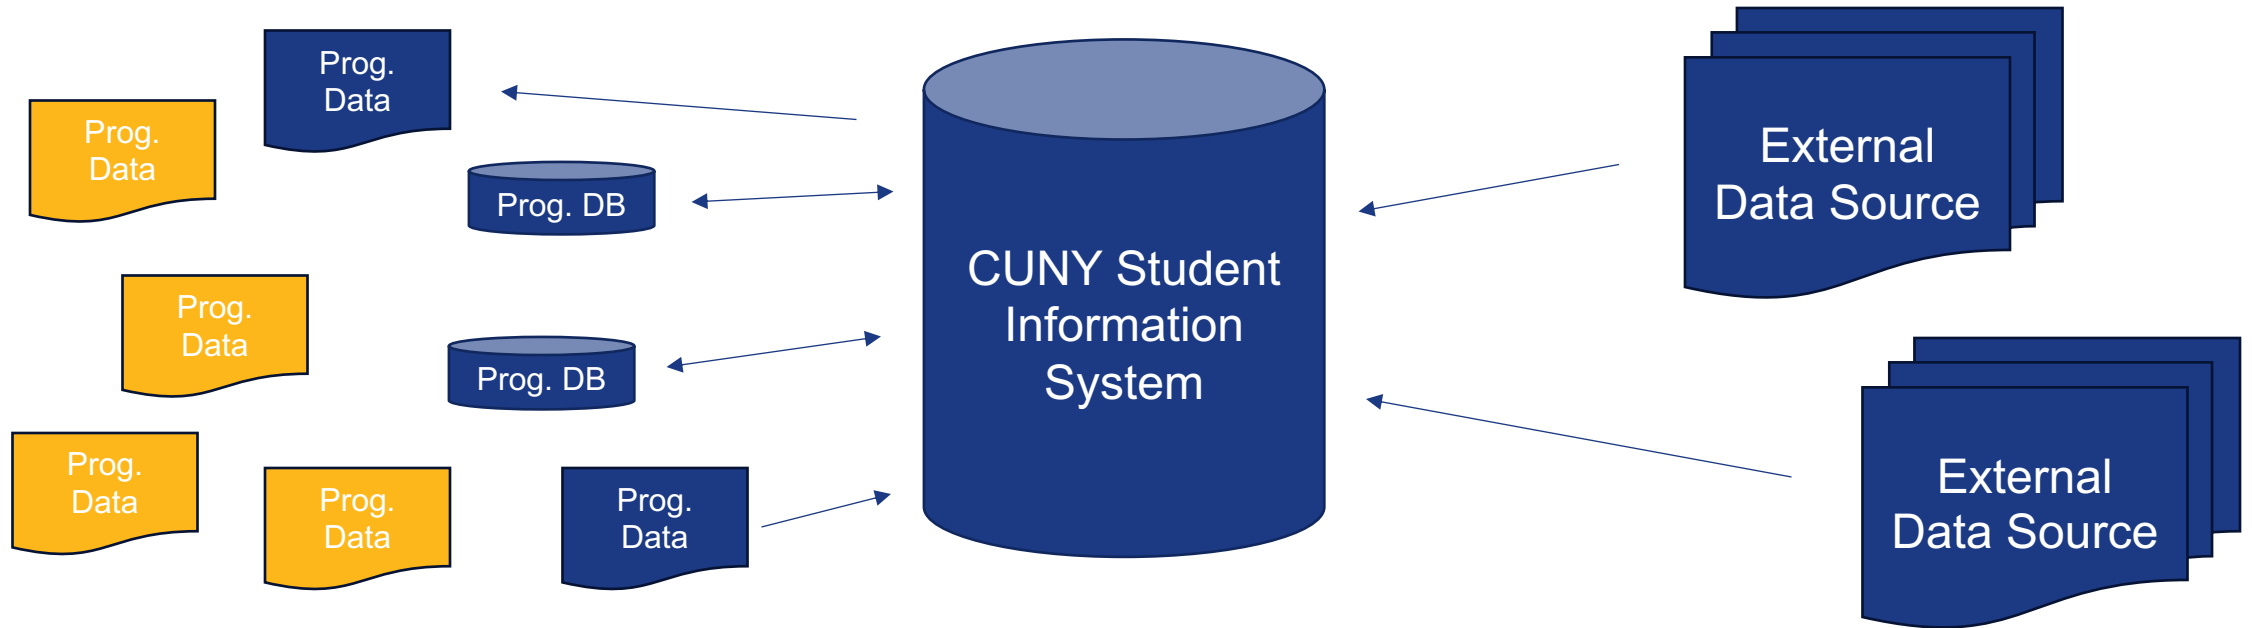 Prog.
Data
Prog.
Data
Prog. DB
Prog.
Data
Prog. DB
Prog.
Data
Prog.
Data
Prog.
Data
CUNY Student
Information
System
External
Data Source
External
Data Source